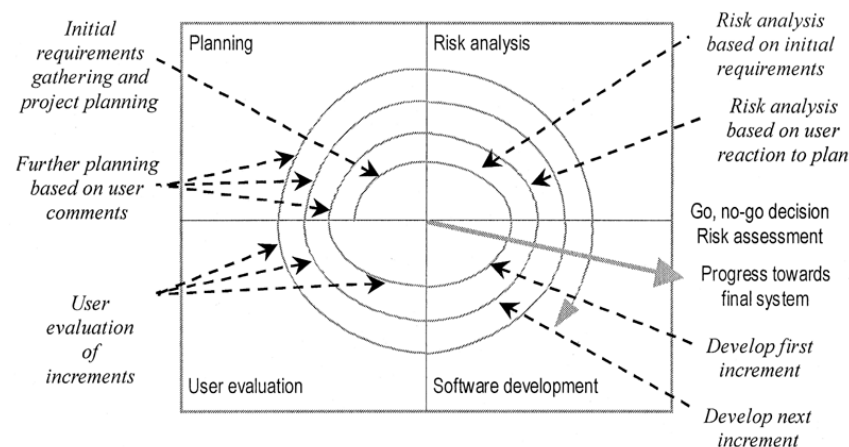 Initial
requirements
gathering and
project planning
Planning
Risk analysis
Risk analysis
based on initial
requirements
Risk analysis
based on user
reaction to plan
Further planning
based on user
comments
Go, no-go decision
Risk assessment
Progress towards
final system
User
evaluation
of
increments
User evaluation
Software development
Develop first
increment
Develop next
increment